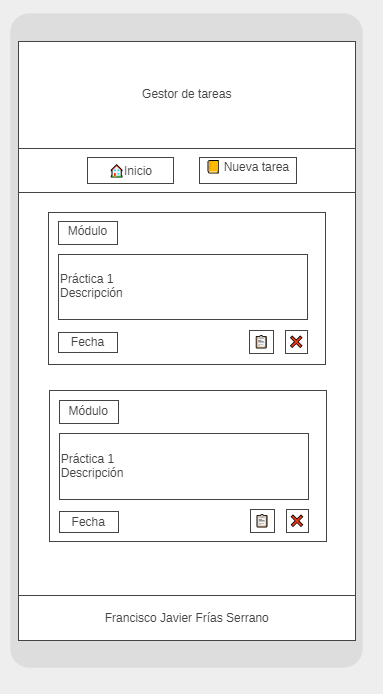 Gestor de tareas
Inicio
Nueva tarea
Módulo
Práctica 1
Descripción
Fecha
Módulo
Práctica 1
Descripción
Fecha
Francisco Javier Frías Serrano